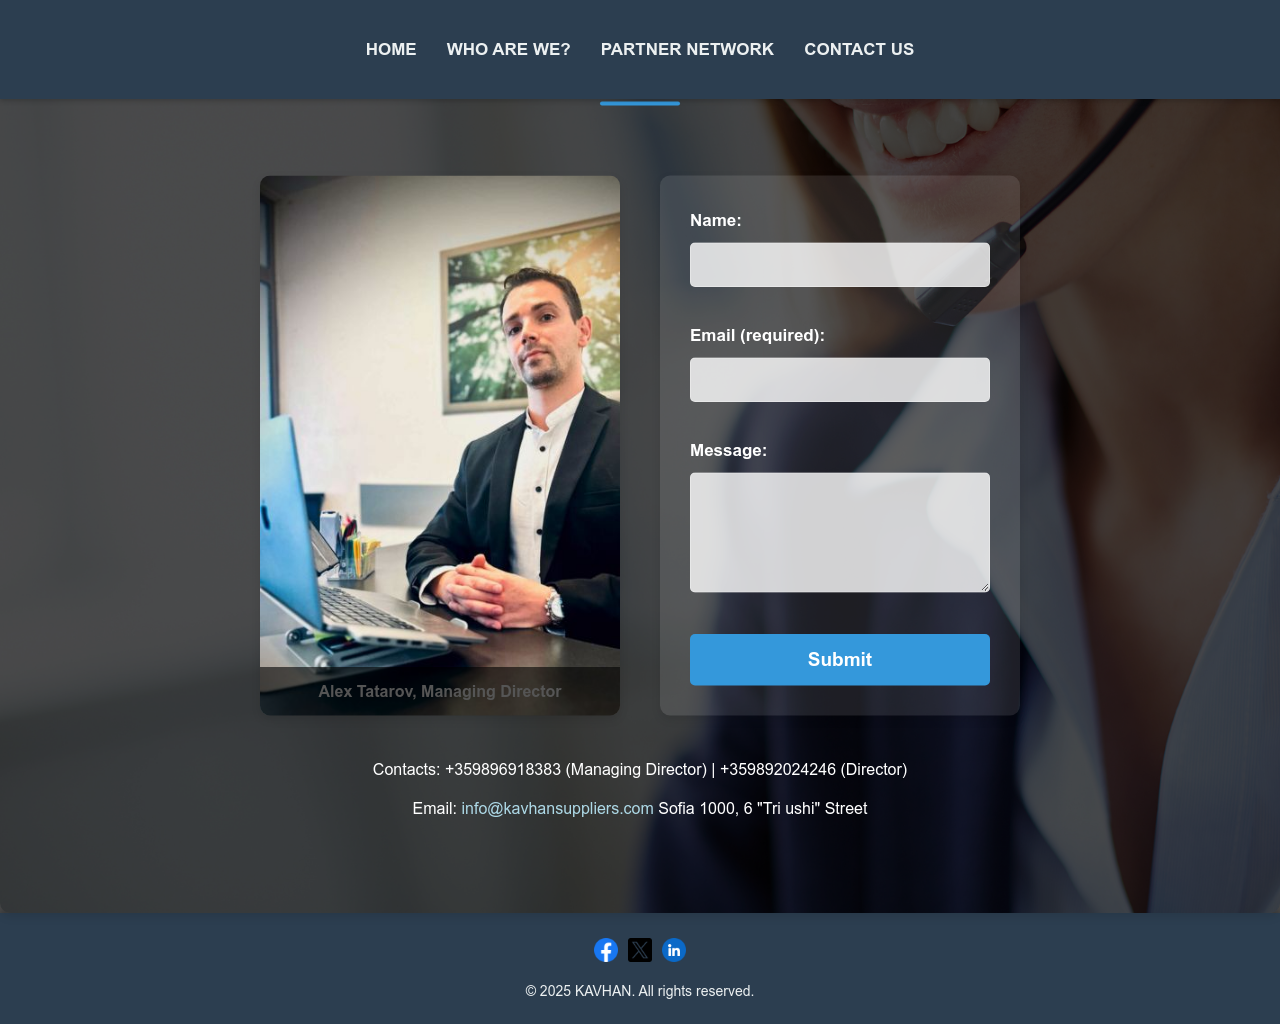 HOME WHO ARE WE? PARTNER NETWORK CONTACT US
Name:
Email (required):
Message:
Submit
Alex Tatarov, Managing Director
Contacts: +359896918383 (Managing Director) | +359892024246 (Director)
Email: info@kavhansuppliers.com Sofia 1000, 6 "Tri ushi" Street
© 2025 KAVHAN. All rights reserved.